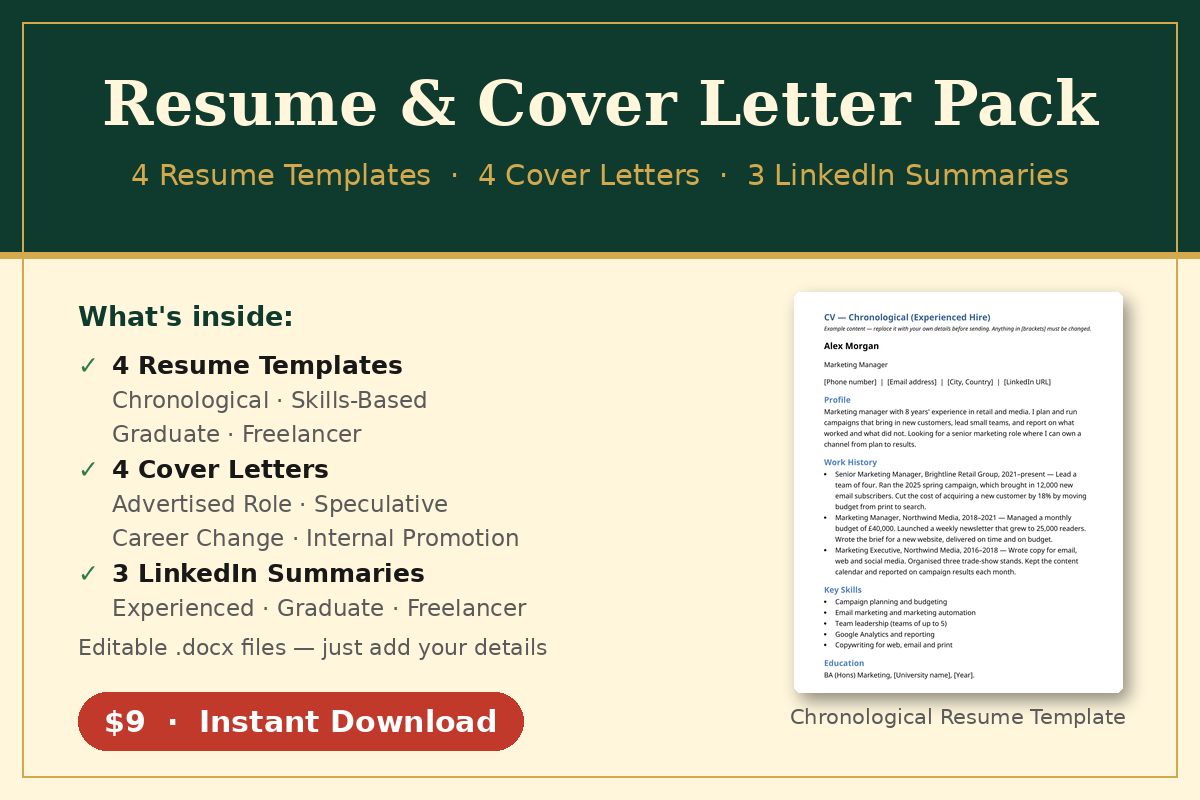 Resume & Cover Letter Pack
4 Resume Templates · 4 Cover Letters · 3 LinkedIn Summaries
What's inside:
✓ 4 Resume Templates
Chronological · Skills-Based
Graduate · Freelancer
✓ 4 Cover Letters
Advertised Role · Speculative
Career Change · Internal Promotion
✓ 3 LinkedIn Summaries
Experienced · Graduate · Freelancer
Editable .docx files — just add your details
$9 · Instant Download
CV — Chronological (Experienced Hire)
Example content — replace it with your own details before sending. Anything in [brackets] must be changed.
Alex Morgan
Marketing Manager
[Phone number] | [Email address] | [City, Country] | [LinkedIn URL]
Profile
Marketing manager with 8 years' experience in retail and media. I plan and run
campaigns that bring in new customers, lead small teams, and report on what
worked and what did not. Looking for a senior marketing role where I can own a
channel from plan to results.
Work History
• Senior Marketing Manager, Brightline Retail Group, 2021–present — Lead a
team of four. Ran the 2025 spring campaign, which brought in 12,000 new
email subscribers. Cut the cost of acquiring a new customer by 18% by moving
budget from print to search.
• Marketing Manager, Northwind Media, 2018–2021 — Managed a monthly
budget of £40,000. Launched a weekly newsletter that grew to 25,000 readers.
Wrote the brief for a new website, delivered on time and on budget.
• Marketing Executive, Northwind Media, 2016–2018 — Wrote copy for email,
web and social media. Organised three trade-show stands. Kept the content
calendar and reported on campaign results each month.
Key Skills
• Campaign planning and budgeting
• Email marketing and marketing automation
• Team leadership (teams of up to 5)
• Google Analytics and reporting
• Copywriting for web, email and print
Education
BA (Hons) Marketing, [University name], [Year].
Chronological Resume Template